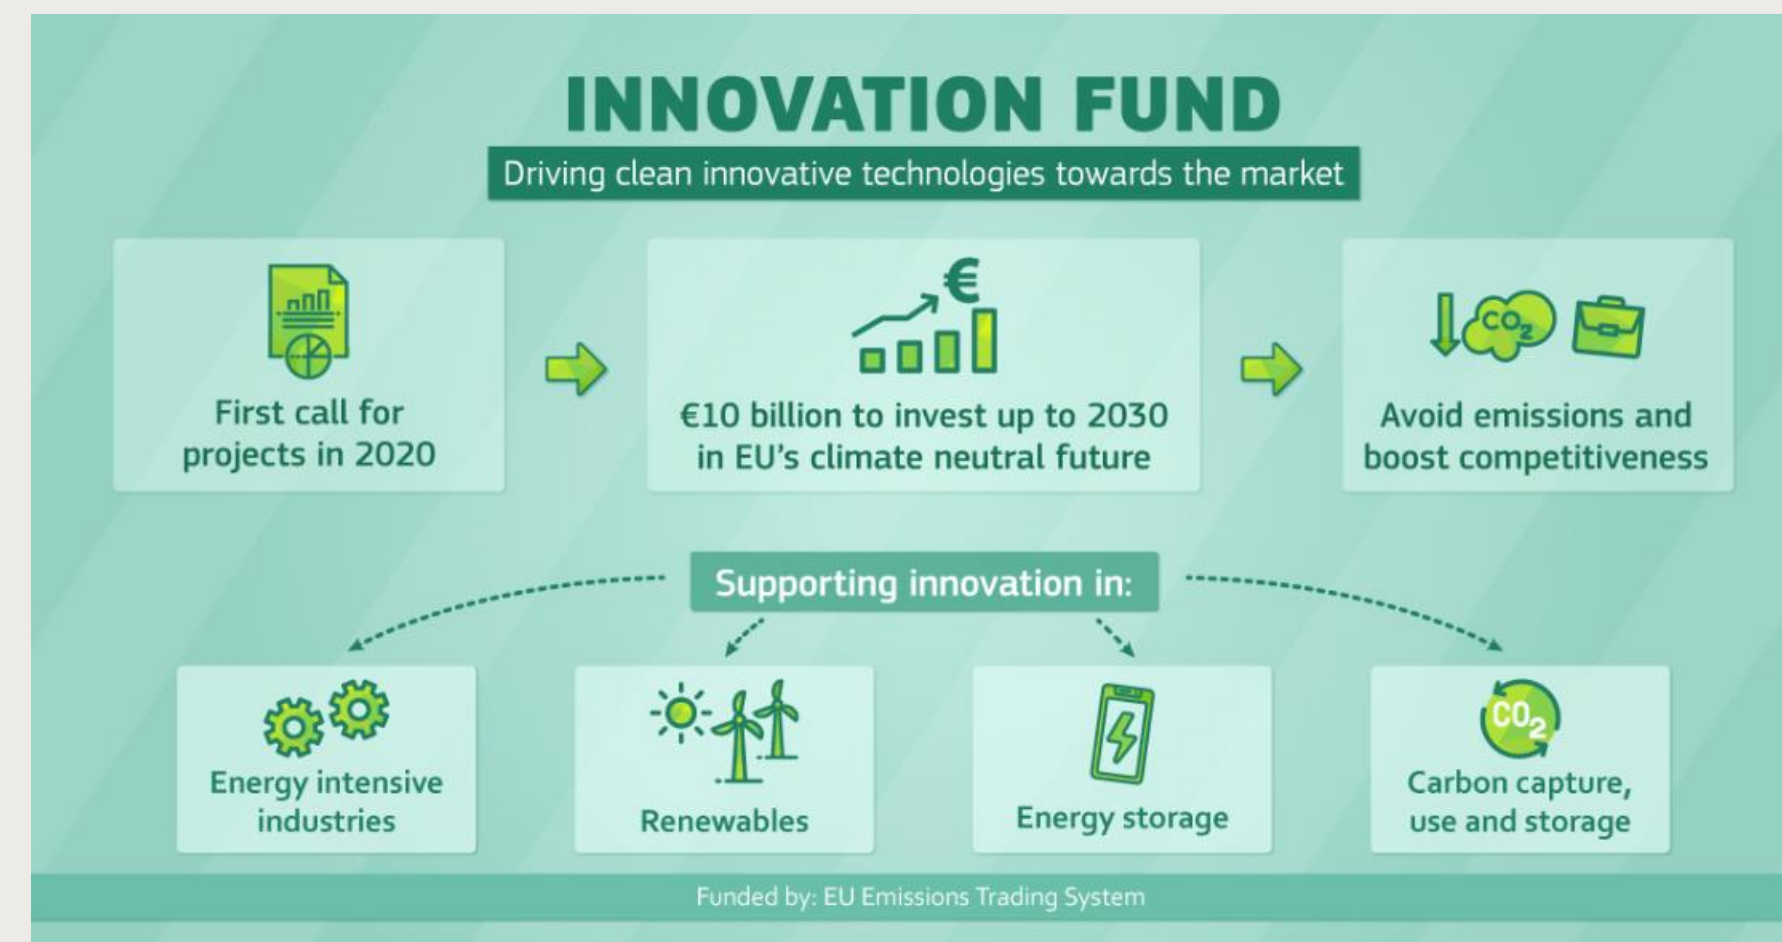 INNOVATION FUND
Driving clean innovative technologies towards the market
First call for
projects in 2020
€
€10 billion to invest up to 2030
in EU's climate neutral future
CO₂
Avoid emissions and
boost competitiveness
Supporting innovation in:
Energy intensive
industries
Renewables
Energy storage
CO₂
Carbon capture,
use and storage
Funded by: EU Emissions Trading System